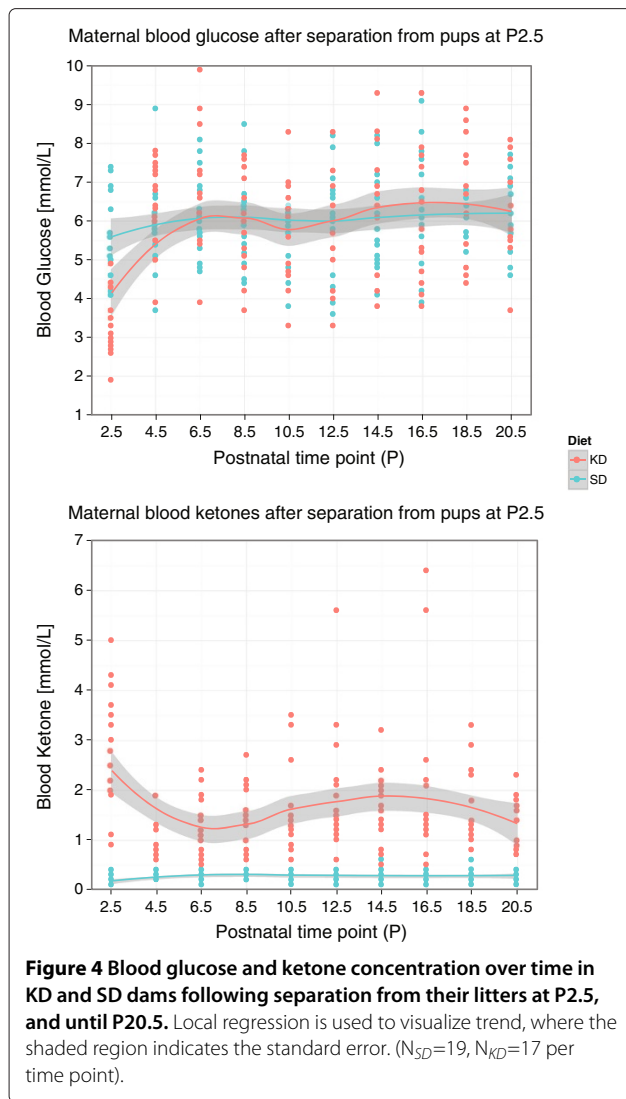 Maternal blood glucose after separation from pups at P2.5
10
9
8
7
6
5
4
3
2
1
Blood Glucose [mmol/L]
2.5 4.5 6.5 8.5 10.5 12.5 14.5 16.5 18.5 20.5
Postnatal time point (P)
Diet
KD
SD
Maternal blood ketones after separation from pups at P2.5
7
6
5
4
3
2
1
0
Blood Ketone [mmol/L]
2.5 4.5 6.5 8.5 10.5 12.5 14.5 16.5 18.5 20.5
Postnatal time point (P)
Figure 4 Blood glucose and ketone concentration over time in
KD and SD dams following separation from their litters at P2.5,
and until P20.5. Local regression is used to visualize trend, where the
shaded region indicates the standard error. (N_SD=19, N_KD=17 per
time point).